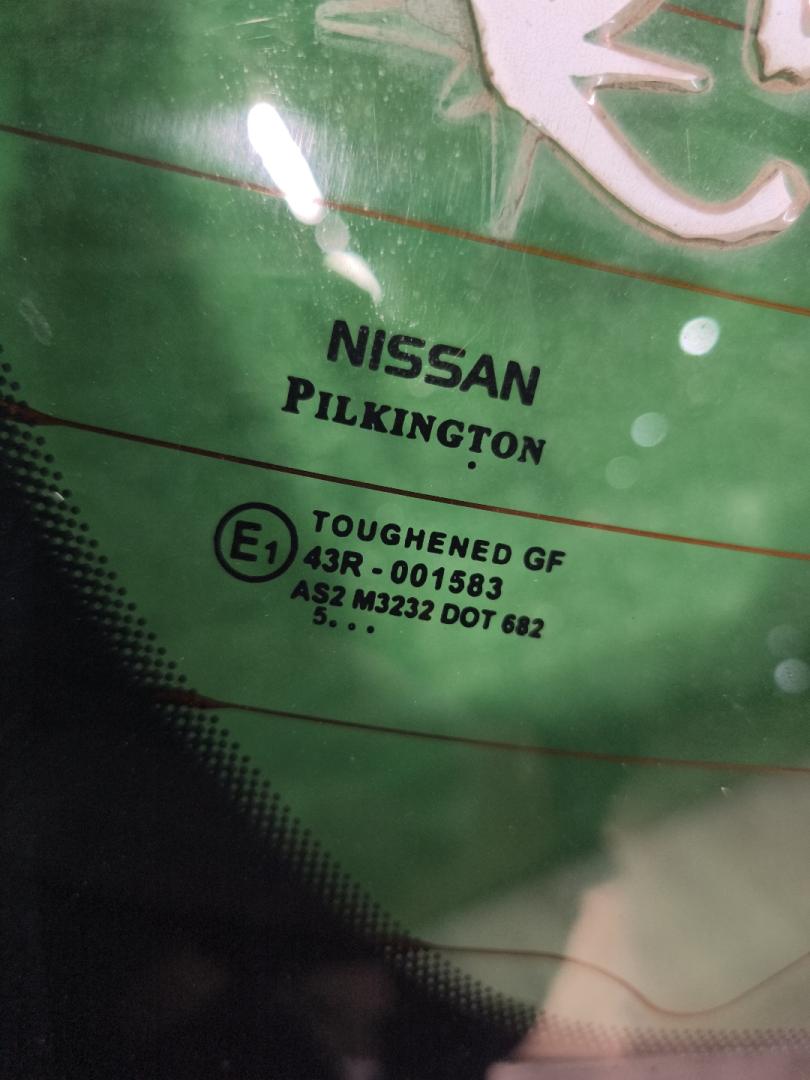 NISSAN
PILKINGTON
E1
TOUGHENED GF
43R - 001583
AS2 M3232 DOT 682
5...